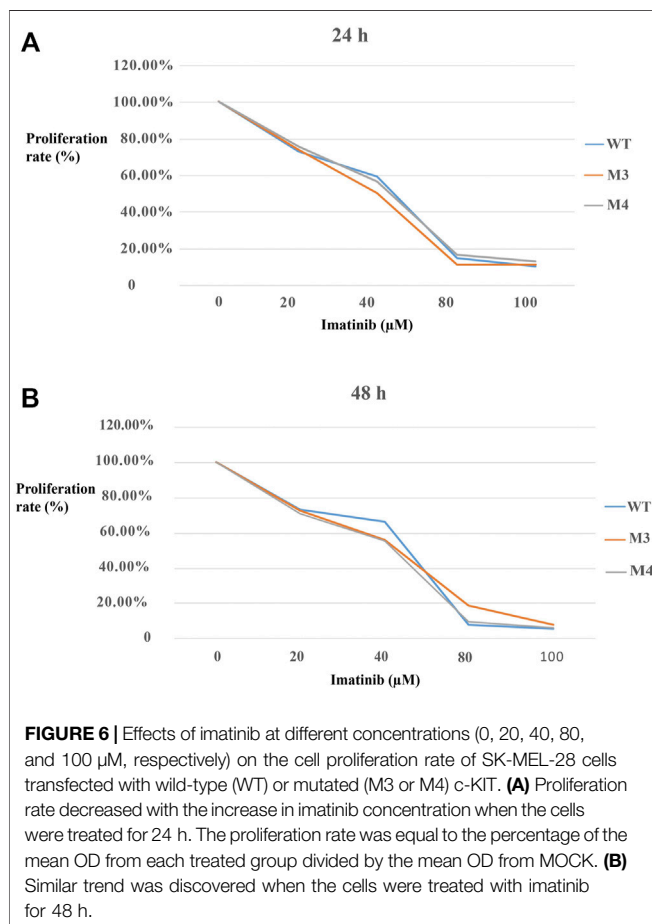 A
24 h
120.00%
100.00%
80.00%
60.00%
40.00%
20.00%
0
Proliferation
rate (%)
WT
M3
M4
0 20 40 80 100
Imatinib (µM)
B
48 h
120.00%
100.00%
80.00%
60.00%
40.00%
20.00%
0
Proliferation
rate (%)
WT
M3
M4
0 20 40 80 100
Imatinib (µM)
FIGURE 6 | Effects of imatinib at different concentrations (0, 20, 40, 80,
and 100 µM, respectively) on the cell proliferation rate of SK-MEL-28 cells
transfected with wild-type (WT) or mutated (M3 or M4) c-KIT. (A) Proliferation
rate decreased with the increase in imatinib concentration when the cells
were treated for 24 h. The proliferation rate was equal to the percentage of the
mean OD from each treated group divided by the mean OD from MOCK. (B)
Similar trend was discovered when the cells were treated with imatinib
for 48 h.